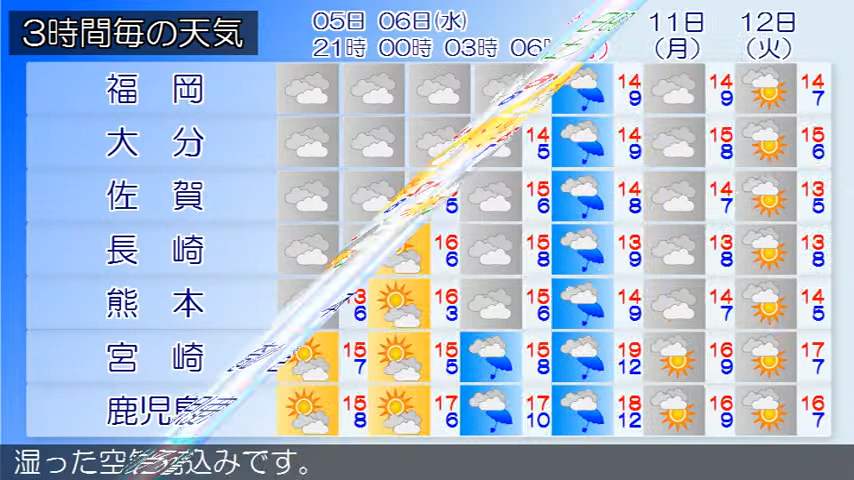 3時間毎の天気
05日 06日(水) 11日 12日
21時 00時 03時 06 (月) (火)
福岡 14 9 14 9 14 7
大分 14 5 14 9 15 8 15 6
佐賀 5 15 6 14 8 14 7 13 5
長崎 16 6 15 8 13 9 13 8 13 8
熊本 13 6 16 3 15 6 14 9 14 7 14 5
宮崎 15 7 15 5 15 8 19 12 16 9 17 7
鹿児島 15 8 17 6 17 10 18 12 16 9 16 7
湿った空 込みです。